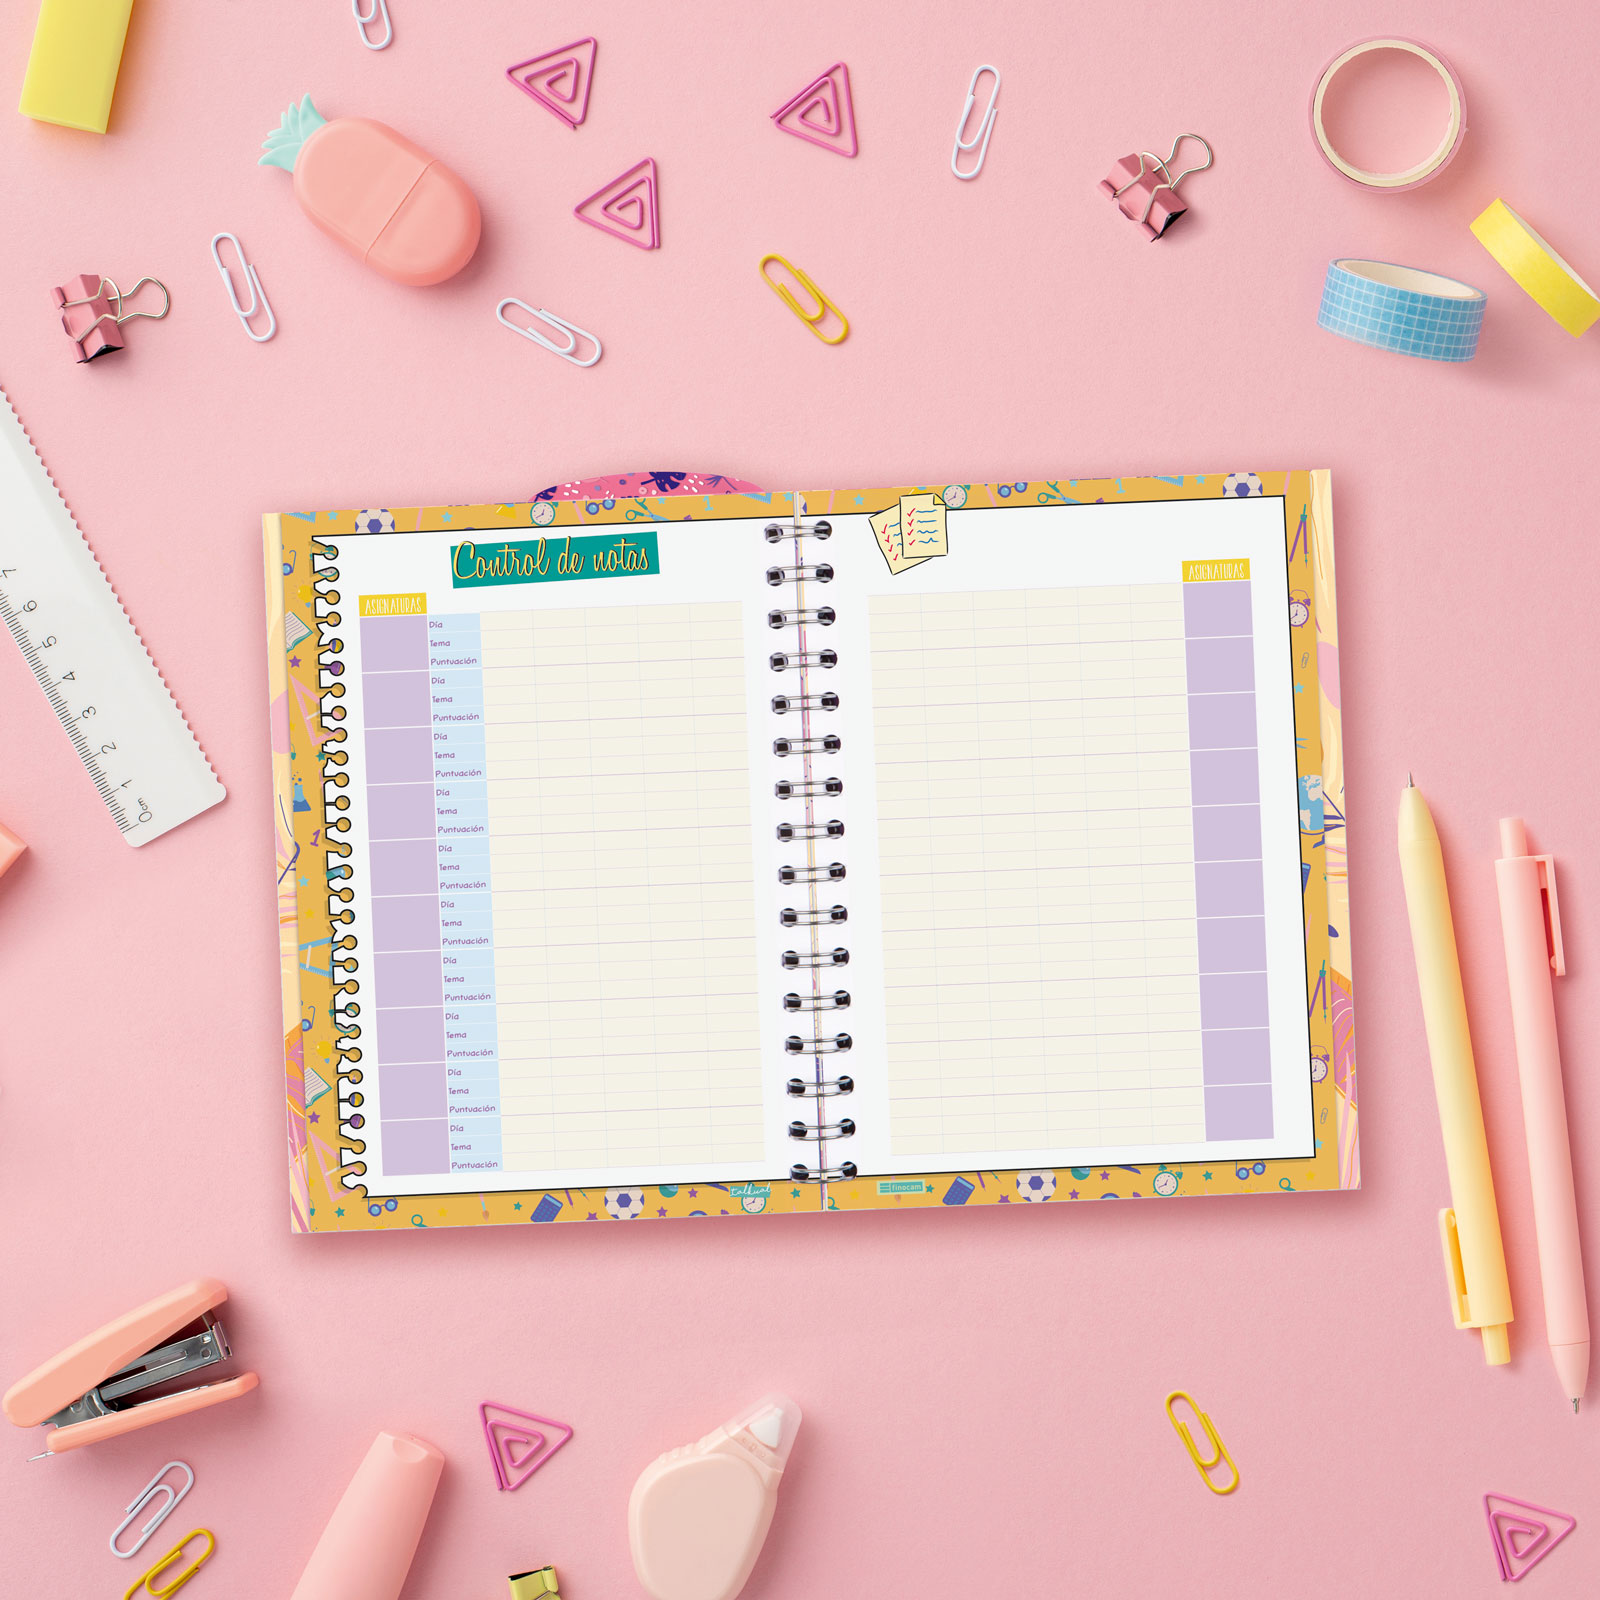 Control de notas
ASIGNATURAS
Día
Tema
Puntuación
Día
Tema
Puntuación
Día
Tema
Puntuación
Día
Tema
Puntuación
Día
Tema
Puntuación
Día
Tema
Puntuación
Día
Tema
Puntuación
Día
Tema
Puntuación
Día
Tema
Puntuación
Día
Tema
Puntuación
ASIGNATURAS
talkual
finocam
7
6
5
4
3
2
1
0cm